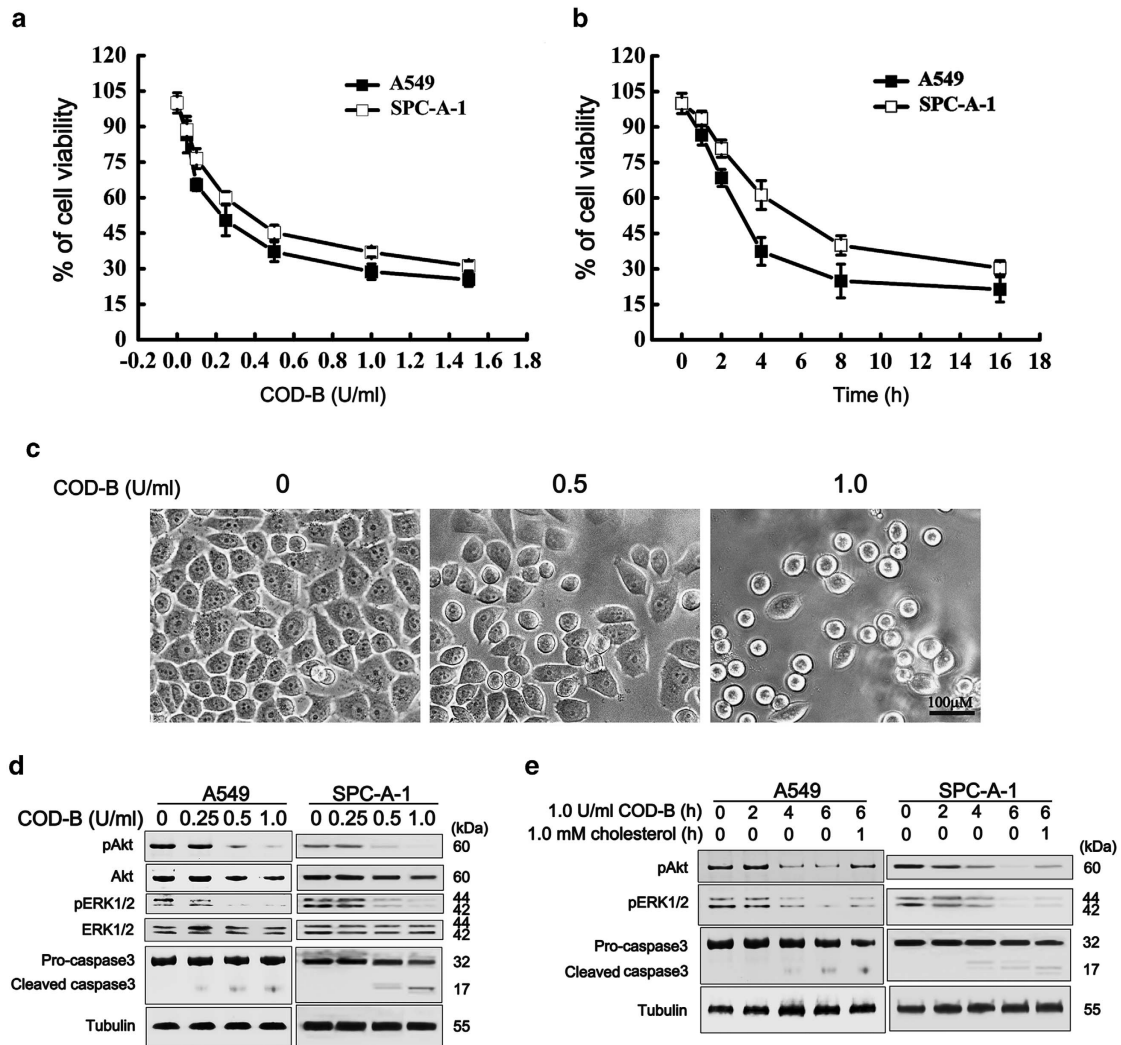 a
b
120
105
90
75
60
45
30
15
0
% of cell viability
A549
SPC-A-1
-0.2 0.0 0.2 0.4 0.6 0.8 1.0 1.2 1.4 1.6 1.8
COD-B (U/ml)
120
105
90
75
60
45
30
15
0
% of cell viability
A549
SPC-A-1
0 2 4 6 8 10 12 14 16 18
Time (h)
c
COD-B (U/ml) 0 0.5 1.0
100μM
d
A549 SPC-A-1
COD-B (U/ml) 0 0.25 0.5 1.0 0 0.25 0.5 1.0
(kDa)
pAkt 60
Akt 60
pERK1/2 44
42
ERK1/2 44
42
Pro-caspase3 32
Cleaved caspase3 17
Tubulin 55
e
A549 SPC-A-1
1.0 U/ml COD-B (h) 0 2 4 6 6 0 2 4 6 6
1.0 mM cholesterol (h) 0 0 0 0 1 0 0 0 0 1
(kDa)
pAkt 60
pERK1/2 44
42
Pro-caspase3 32
Cleaved caspase3 17
Tubulin 55